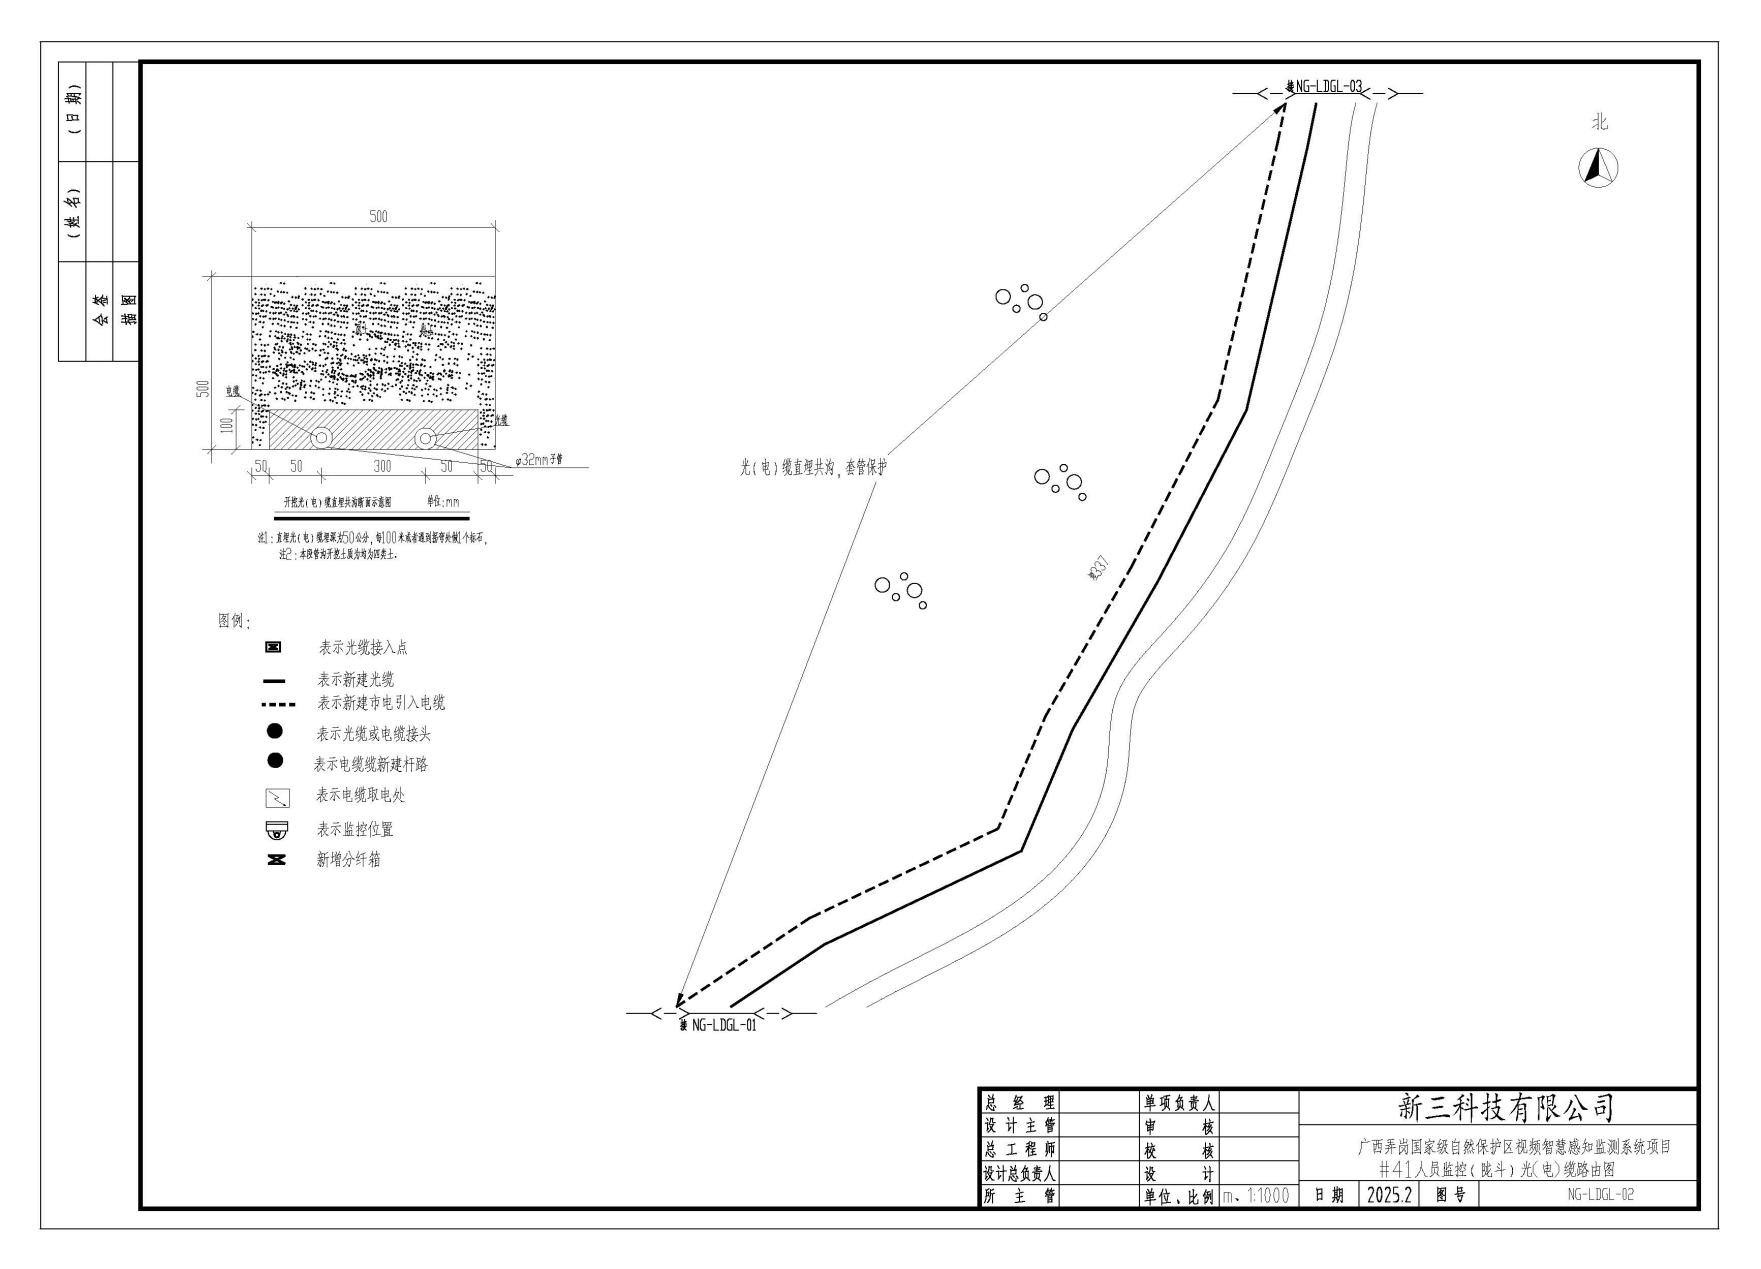 (日 期)
(姓 名)
会 签
描 图
接NG-LDGL-03
北
500
500
100
电缆
光缆
50
50
300
50
50
φ32mm子管
开挖光(电)缆直埋共沟断面示意图 单位:mm
注1:直埋光(电)缆埋深为50公分,每100米或者遇到拐弯处做1个标石,
注2:本段管沟开挖土质为均为四类土.
光(电)缆直埋共沟,套管保护
337
图例:
表示光缆接入点
表示新建光缆
表示新建市电引入电缆
表示光缆或电缆接头
表示电缆缆新建杆路
表示电缆取电处
表示监控位置
新增分纤箱
接 NG-LDGL-01
总 经 理
设 计 主 管
总 工 程 师
设计总负责人
所 主 管
单项负责人
审 核
校 核
设 计
单位、比例 m、1:1000
新三科技有限公司
广西弄岗国家级自然保护区视频智慧感知监测系统项目
#41人员监控(陇斗)光(电)缆路由图
日 期 2025.2 图 号 NG-LDGL-02